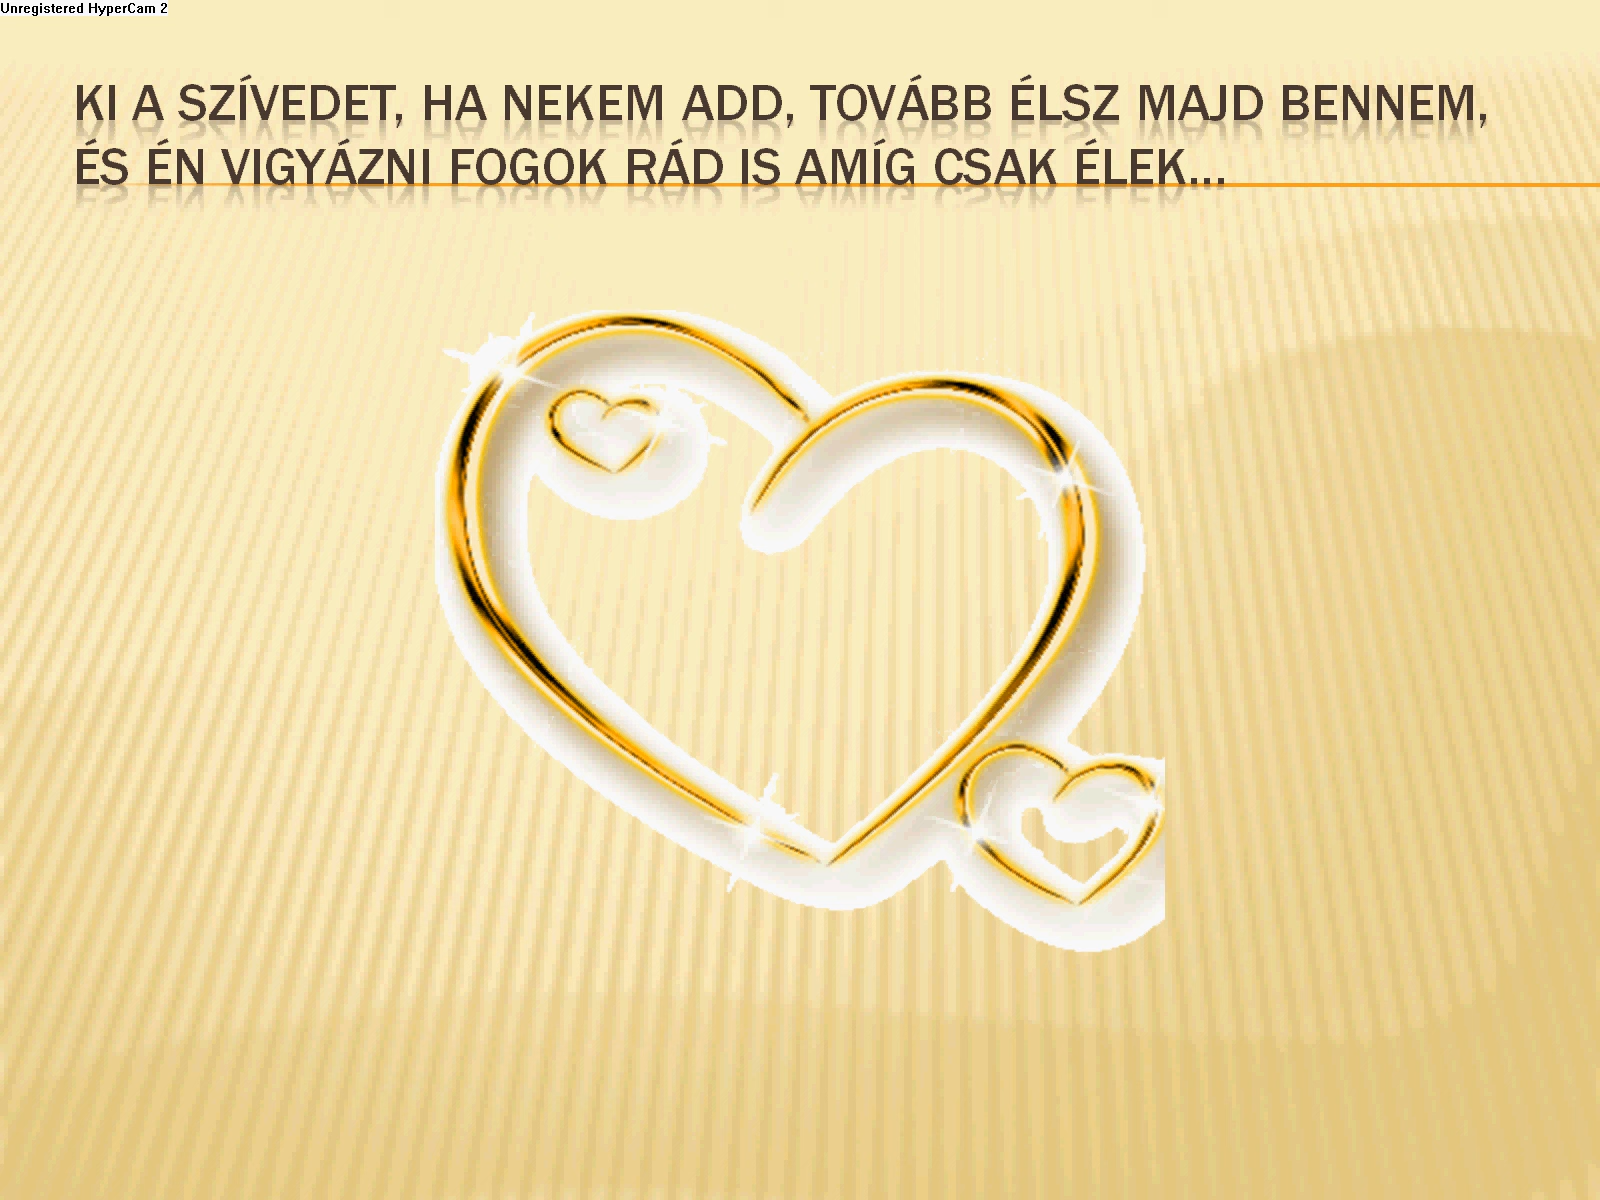 Unregistered HyperCam 2
KI A SZÍVEDET, HA NEKEM ADD, TOVÁBB ÉLSZ MAJD BENNEM,
ÉS ÉN VIGYÁZNI FOGOK RÁD IS AMÍG CSAK ÉLEK...